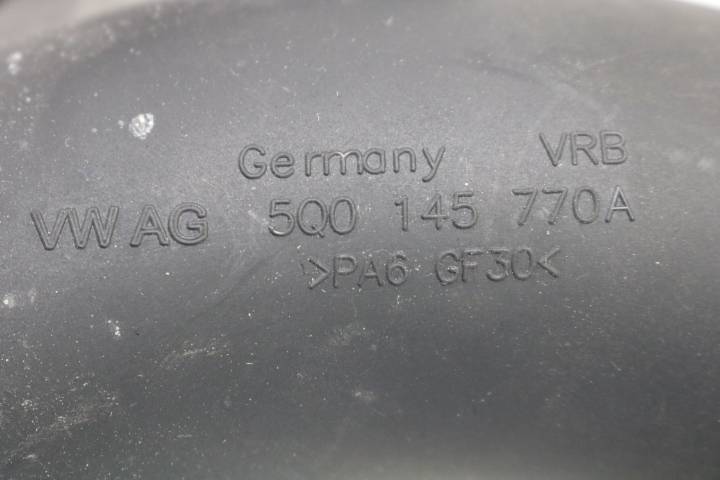 Germany VRB
VW AG 5Q0 145 770A
>PA6 GF30<